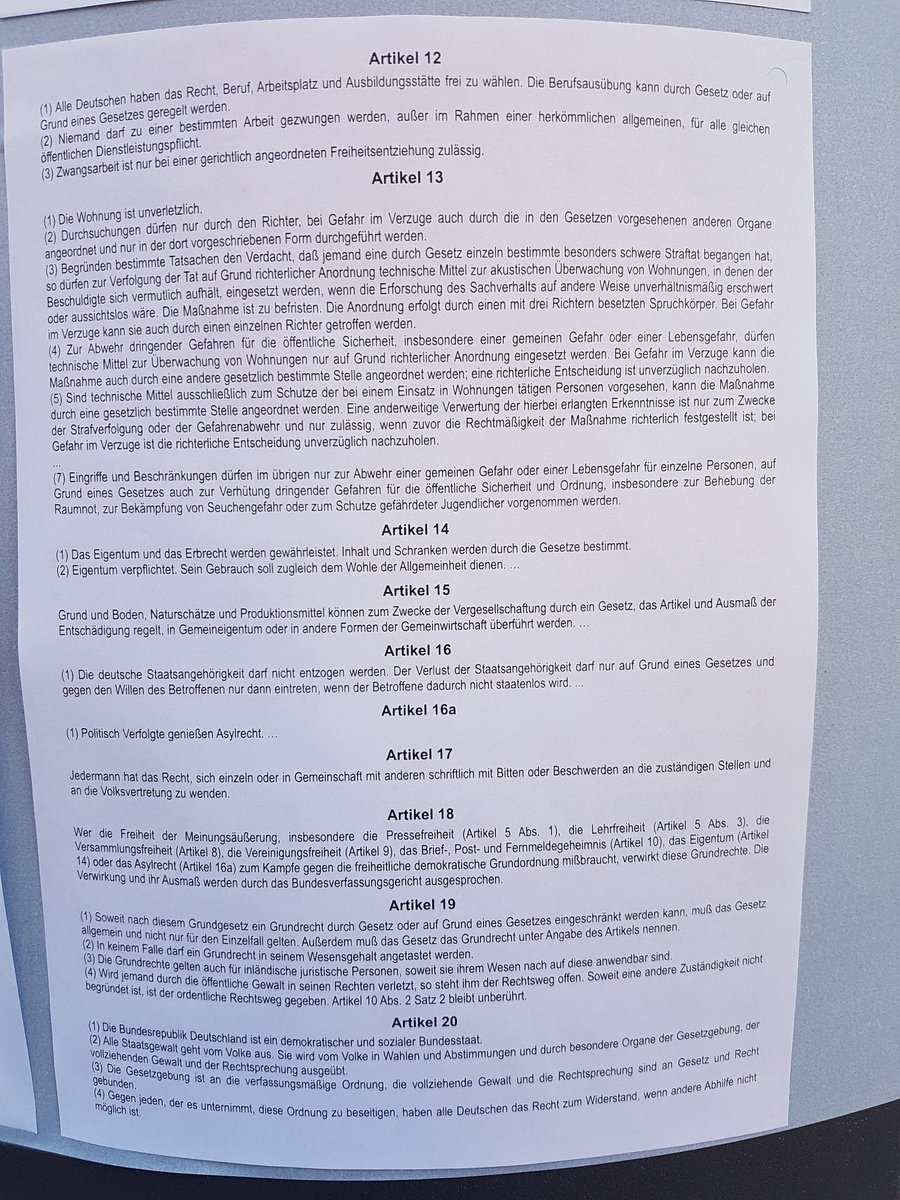 Artikel 12
(1) Alle Deutschen haben das Recht, Beruf, Arbeitsplatz und Ausbildungsstätte frei zu wählen. Die Berufsausübung kann durch Gesetz oder auf
Grund eines Gesetzes geregelt werden.
(2) Niemand darf zu einer bestimmten Arbeit gezwungen werden, außer im Rahmen einer herkömmlichen allgemeinen, für alle gleichen
öffentlichen Dienstleistungspflicht.
(3) Zwangsarbeit ist nur bei einer gerichtlich angeordneten Freiheitsentziehung zulässig.
Artikel 13
(1) Die Wohnung ist unverletzlich.
(2) Durchsuchungen dürfen nur durch den Richter, bei Gefahr im Verzuge auch durch die in den Gesetzen vorgesehenen anderen Organe
angeordnet und nur in der dort vorgeschriebenen Form durchgeführt werden.
(3) Begründen bestimmte Tatsachen den Verdacht, daß jemand eine durch Gesetz einzeln bestimmte besonders schwere Straftat begangen hat,
so dürfen zur Verfolgung der Tat auf Grund richterlicher Anordnung technische Mittel zur akustischen Überwachung von Wohnungen, in denen der
Beschuldigte sich vermutlich aufhält, eingesetzt werden, wenn die Erforschung des Sachverhalts auf andere Weise unverhältnismäßig erschwert
oder aussichtslos wäre. Die Maßnahme ist zu befristen. Die Anordnung erfolgt durch einen mit drei Richtern besetzten Spruchkörper. Bei Gefahr
im Verzuge kann sie auch durch einen einzelnen Richter getroffen werden.
(4) Zur Abwehr dringender Gefahren für die öffentliche Sicherheit, insbesondere einer gemeinen Gefahr oder einer Lebensgefahr, dürfen
technische Mittel zur Überwachung von Wohnungen nur auf Grund richterlicher Anordnung eingesetzt werden. Bei Gefahr im Verzuge kann die
Maßnahme auch durch eine andere gesetzlich bestimmte Stelle angeordnet werden; eine richterliche Entscheidung ist unverzüglich nachzuholen.
(5) Sind technische Mittel ausschließlich zum Schutze der bei einem Einsatz in Wohnungen tätigen Personen vorgesehen, kann die Maßnahme
durch eine gesetzlich bestimmte Stelle angeordnet werden. Eine anderweitige Verwertung der hierbei erlangten Erkenntnisse ist nur zum Zwecke
der Strafverfolgung oder der Gefahrenabwehr und nur zulässig, wenn zuvor die Rechtmäßigkeit der Maßnahme richterlich festgestellt ist; bei
Gefahr im Verzuge ist die richterliche Entscheidung unverzüglich nachzuholen.
...
(7) Eingriffe und Beschränkungen dürfen im übrigen nur zur Abwehr einer gemeinen Gefahr oder einer Lebensgefahr für einzelne Personen, auf
Grund eines Gesetzes auch zur Verhütung dringender Gefahren für die öffentliche Sicherheit und Ordnung, insbesondere zur Behebung der
Raumnot, zur Bekämpfung von Seuchengefahr oder zum Schutze gefährdeter Jugendlicher vorgenommen werden.
Artikel 14
(1) Das Eigentum und das Erbrecht werden gewährleistet. Inhalt und Schranken werden durch die Gesetze bestimmt.
(2) Eigentum verpflichtet. Sein Gebrauch soll zugleich dem Wohle der Allgemeinheit dienen. …
Artikel 15
Grund und Boden, Naturschätze und Produktionsmittel können zum Zwecke der Vergesellschaftung durch ein Gesetz, das Artikel und Ausmaß der
Entschädigung regelt, in Gemeineigentum oder in andere Formen der Gemeinwirtschaft überführt werden. …
Artikel 16
(1) Die deutsche Staatsangehörigkeit darf nicht entzogen werden. Der Verlust der Staatsangehörigkeit darf nur auf Grund eines Gesetzes und
gegen den Willen des Betroffenen nur dann eintreten, wenn der Betroffene dadurch nicht staatenlos wird. …
Artikel 16a
(1) Politisch Verfolgte genießen Asylrecht. …
Artikel 17
Jedermann hat das Recht, sich einzeln oder in Gemeinschaft mit anderen schriftlich mit Bitten oder Beschwerden an die zuständigen Stellen und
an die Volksvertretung zu wenden.
Artikel 18
Wer die Freiheit der Meinungsäußerung, insbesondere die Pressefreiheit (Artikel 5 Abs. 1), die Lehrfreiheit (Artikel 5 Abs. 3), die
Versammlungsfreiheit (Artikel 8), die Vereinigungsfreiheit (Artikel 9), das Brief-, Post- und Fernmeldegeheimnis (Artikel 10), das Eigentum (Artikel
14) oder das Asylrecht (Artikel 16a) zum Kampfe gegen die freiheitliche demokratische Grundordnung mißbraucht, verwirkt diese Grundrechte. Die
Verwirkung und ihr Ausmaß werden durch das Bundesverfassungsgericht ausgesprochen.
Artikel 19
(1) Soweit nach diesem Grundgesetz ein Grundrecht durch Gesetz oder auf Grund eines Gesetzes eingeschränkt werden kann, muß das Gesetz
allgemein und nicht nur für den Einzelfall gelten. Außerdem muß das Gesetz das Grundrecht unter Angabe des Artikels nennen.
(2) In keinem Falle darf ein Grundrecht in seinem Wesensgehalt angetastet werden.
(3) Die Grundrechte gelten auch für inländische juristische Personen, soweit sie ihrem Wesen nach auf diese anwendbar sind.
(4) Wird jemand durch die öffentliche Gewalt in seinen Rechten verletzt, so steht ihm der Rechtsweg offen. Soweit eine andere Zuständigkeit nicht
begründet ist, ist der ordentliche Rechtsweg gegeben. Artikel 10 Abs. 2 Satz 2 bleibt unberührt.
Artikel 20
(1) Die Bundesrepublik Deutschland ist ein demokratischer und sozialer Bundesstaat.
(2) Alle Staatsgewalt geht vom Volke aus. Sie wird vom Volke in Wahlen und Abstimmungen und durch besondere Organe der Gesetzgebung, der
vollziehenden Gewalt und der Rechtsprechung ausgeübt.
(3) Die Gesetzgebung ist an die verfassungsmäßige Ordnung, die vollziehende Gewalt und die Rechtsprechung sind an Gesetz und Recht
gebunden.
(4) Gegen jeden, der es unternimmt, diese Ordnung zu beseitigen, haben alle Deutschen das Recht zum Widerstand, wenn andere Abhilfe nicht
möglich ist.